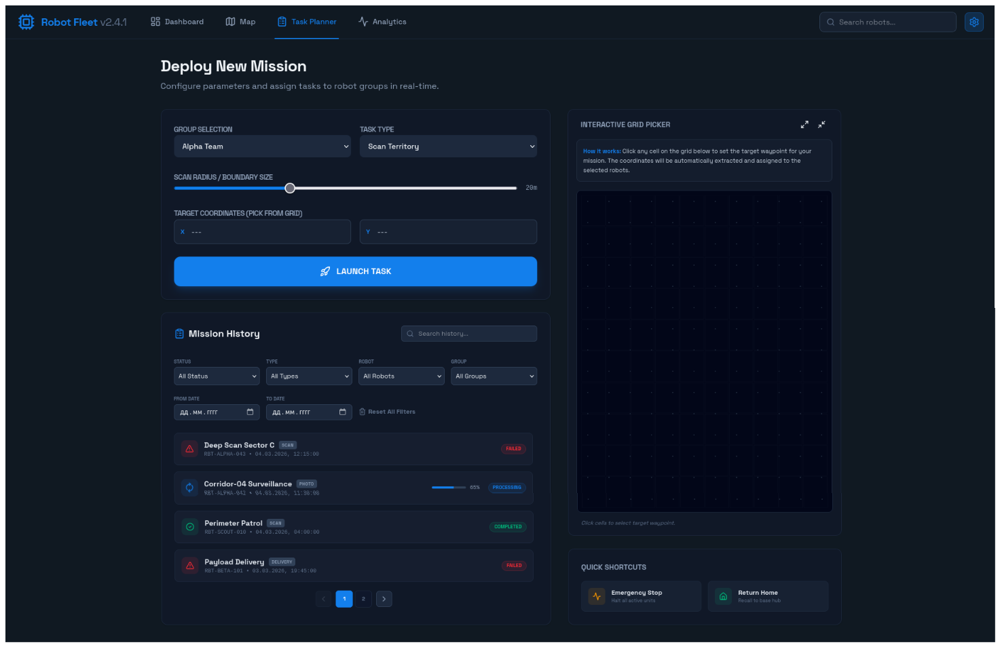 Robot Fleet v2.4.1
Dashboard
Map
Task Planner
Analytics
Search robots...
Deploy New Mission
Configure parameters and assign tasks to robot groups in real-time.
GROUP SELECTION
Alpha Team
TASK TYPE
Scan Territory
SCAN RADIUS / BOUNDARY SIZE
20m
TARGET COORDINATES (PICK FROM GRID)
X ---
Y ---
LAUNCH TASK
Mission History
Search history...
STATUS
All Status
TYPE
All Types
ROBOT
All Robots
GROUP
All Groups
FROM DATE
ДД.ММ.ГГГГ
TO DATE
ДД.ММ.ГГГГ
Reset All Filters
Deep Scan Sector C SCAN
RBT-ALPHA-043 • 04.03.2026, 12:15:00
FAILED
Corridor-04 Surveillance PHOTO
RBT-ALPHA-042 • 04.03.2026, 11:30:00
65%
PROCESSING
Perimeter Patrol SCAN
RBT-SCOUT-010 • 04.03.2026, 04:00:00
COMPLETED
Payload Delivery DELIVERY
RBT-BETA-101 • 03.03.2026, 19:45:00
FAILED
1
2
INTERACTIVE GRID PICKER
How it works: Click any cell on the grid below to set the target waypoint for your
mission. The coordinates will be automatically extracted and assigned to the
selected robots.
Click cells to select target waypoint.
QUICK SHORTCUTS
Emergency Stop
Halt all active units
Return Home
Recall to base hub